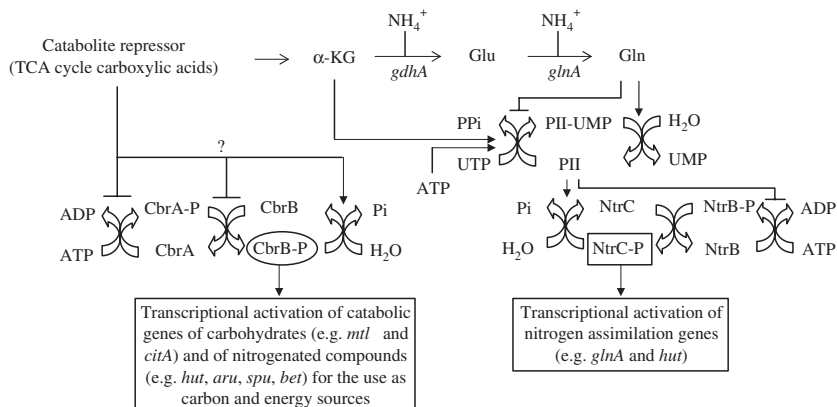 NH4+ NH4+
Catabolite repressor
(TCA cycle carboxylic acids)
α-KG Glu Gln
gdhA glnA
PPi PII-UMP H2O
UTP UMP
ATP PII
?
ADP CbrA-P CbrB Pi
ATP CbrA CbrB-P H2O
Pi NtrC NtrB-P ADP
H2O NtrC-P NtrB ATP
Transcriptional activation of catabolic
genes of carbohydrates (e.g. mtl and
citA) and of nitrogenated compounds
(e.g. hut, aru, spu, bet) for the use as
carbon and energy sources
Transcriptional activation of
nitrogen assimilation genes
(e.g. glnA and hut)